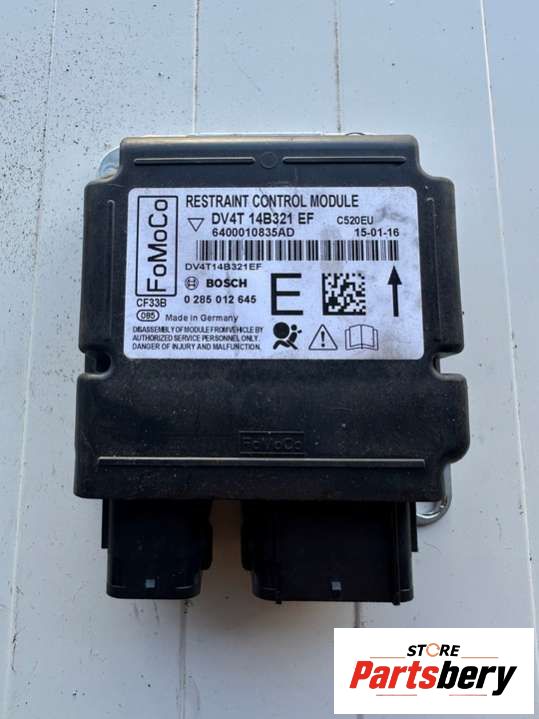 FoMoCo
RESTRAINT CONTROL MODULE
DV4T 14B321 EF C520EU
6400010835AD 15-01-16
DV4T14B321EF
BOSCH
CF33B 0 285 012 645 E
085 Made in Germany
DISASSEMBLY OF MODULE FROM VEHICLE BY
AUTHORIZED SERVICE PERSONNEL ONLY.
DANGER OF INJURY AND MALFUNCTION.
FoMoCo
STORE
Partsbery